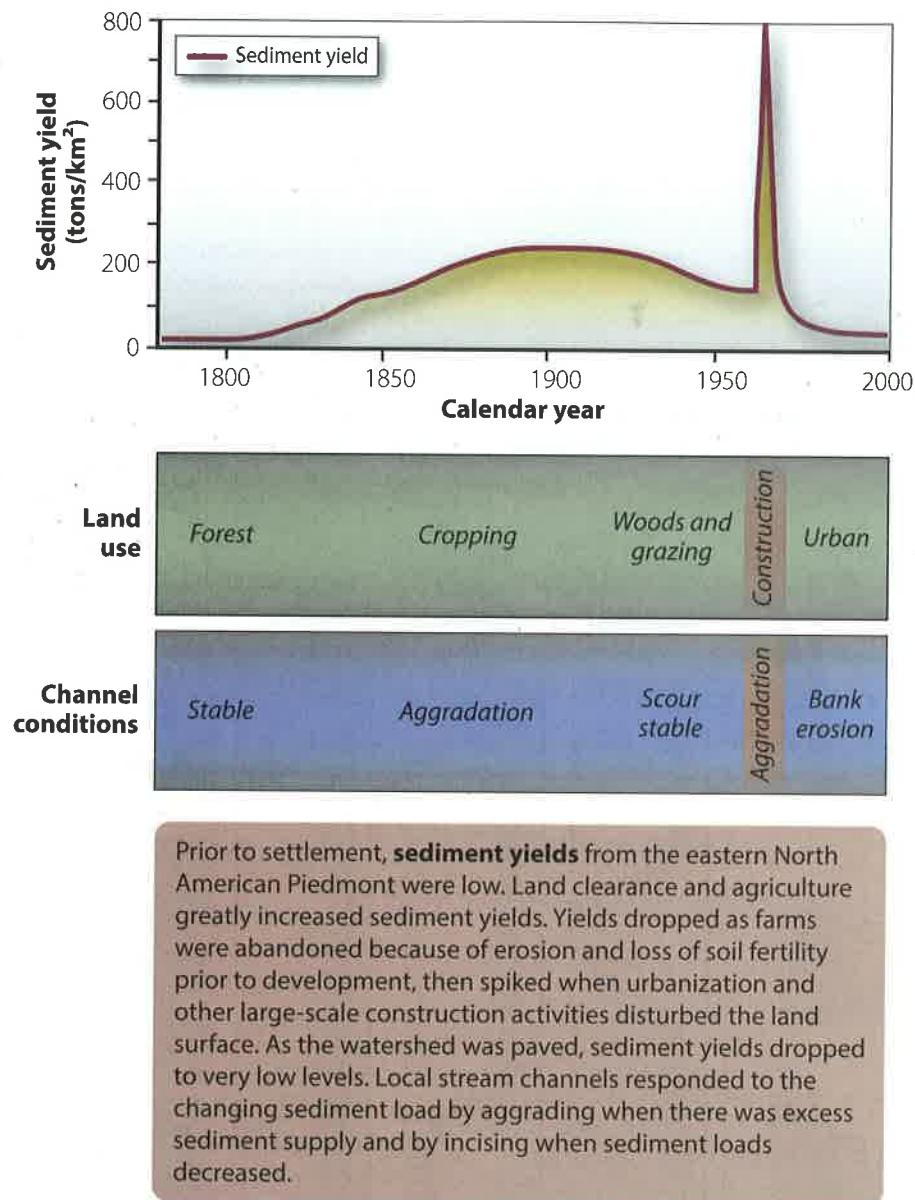 800
600
400
200
0
Sediment yield
(tons/km²)
Sediment yield
1800
1850
1900
1950
2000
Calendar year
Land
use
Forest
Cropping
Woods and
grazing
Construction
Urban
Channel
conditions
Stable
Aggradation
Scour
stable
Aggradation
Bank
erosion
Prior to settlement, sediment yields from the eastern North
American Piedmont were low. Land clearance and agriculture
greatly increased sediment yields. Yields dropped as farms
were abandoned because of erosion and loss of soil fertility
prior to development, then spiked when urbanization and
other large-scale construction activities disturbed the land
surface. As the watershed was paved, sediment yields dropped
to very low levels. Local stream channels responded to the
changing sediment load by aggrading when there was excess
sediment supply and by incising when sediment loads
decreased.